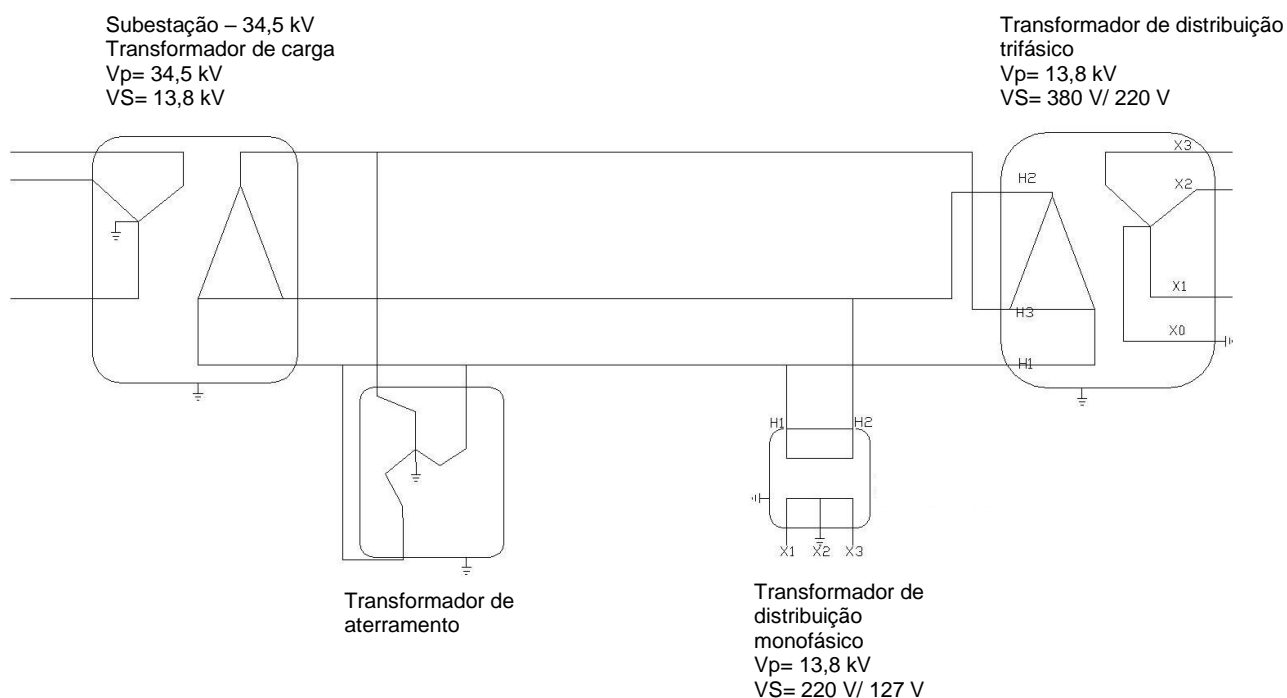 Subestação – 34,5 kV
Transformador de carga
Vp= 34,5 kV
VS= 13,8 kV
Transformador de distribuição
trifásico
Vp= 13,8 kV
VS= 380 V/ 220 V
X3
H2
X2
X1
H3
X0
H1
H1
H2
X1
X2
X3
Transformador de
aterramento
Transformador de
distribuição
monofásico
Vp= 13,8 kV
VS= 220 V/ 127 V